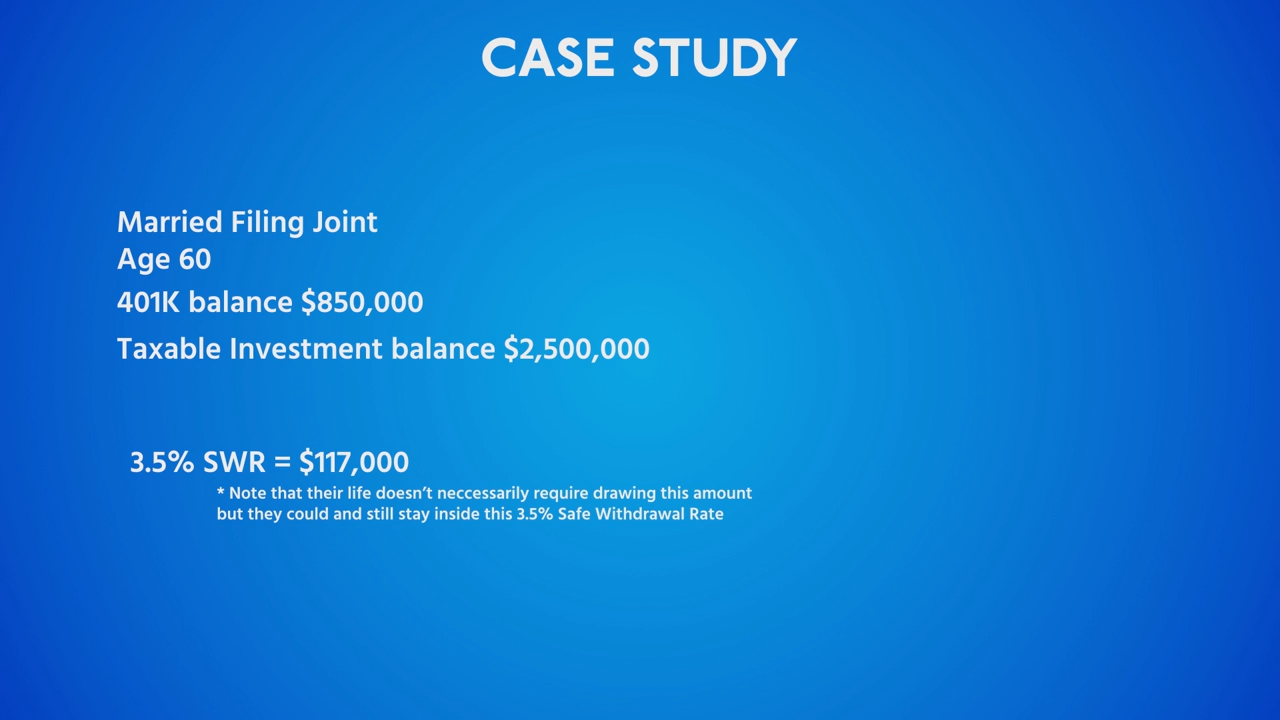 CASE STUDY
Married Filing Joint
Age 60
401K balance $850,000
Taxable Investment balance $2,500,000
3.5% SWR = $117,000
* Note that their life doesn’t neccessarily require drawing this amount
but they could and still stay inside this 3.5% Safe Withdrawal Rate